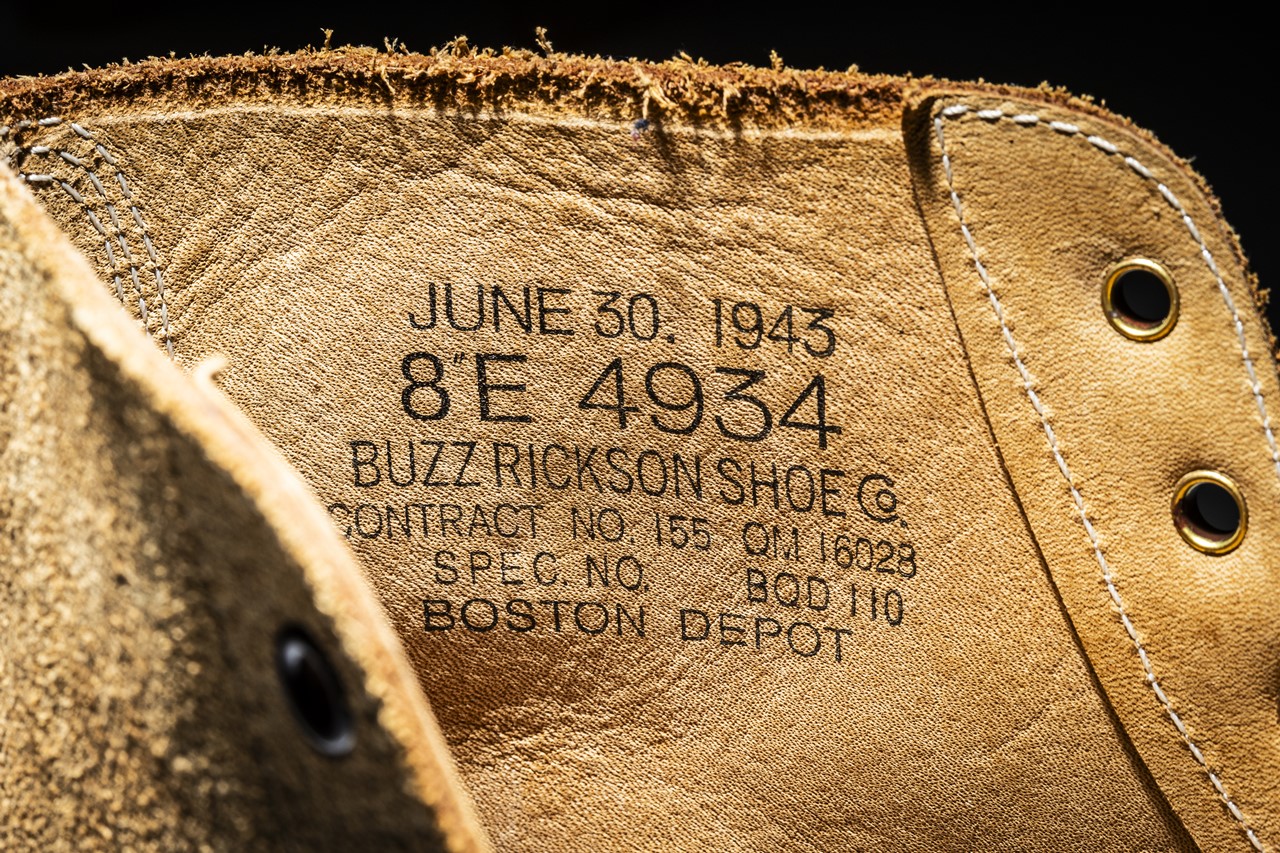 JUNE 30. 1943
8"E 4934
BUZZ RICKSON SHOE Co.
CONTRACT NO. 155 QM 16028
SPEC. NO. BQD 110
BOSTON DEPOT